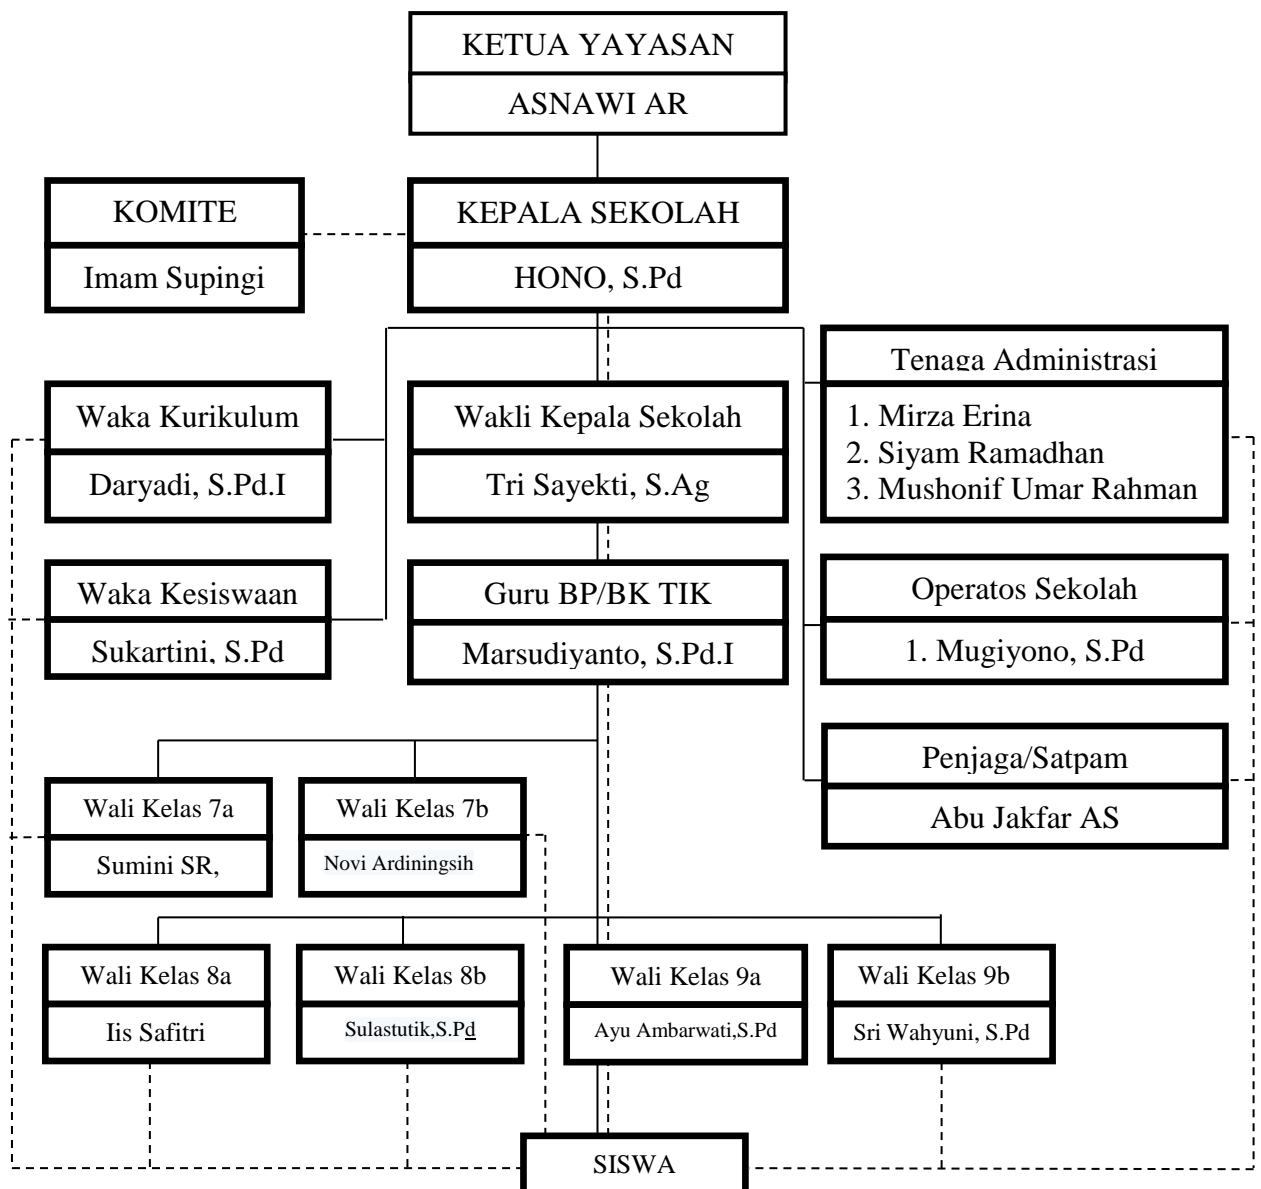 KETUA YAYASAN
ASNAWI AR
KOMITE
Imam Supingi
KEPALA SEKOLAH
HONO, S.Pd
Tenaga Administrasi
1. Mirza Erina
2. Siyam Ramadhan
3. Mushonif Umar Rahman
Waka Kurikulum
Daryadi, S.Pd.I
Wakli Kepala Sekolah
Tri Sayekti, S.Ag
Waka Kesiswaan
Sukartini, S.Pd
Guru BP/BK TIK
Marsudiyanto, S.Pd.I
Operatos Sekolah
1. Mugiyono, S.Pd
Penjaga/Satpam
Abu Jakfar AS
Wali Kelas 7a
Sumini SR,
Wali Kelas 7b
Novi Ardiningsih
Wali Kelas 8a
Iis Safitri
Wali Kelas 8b
Sulastutik,S.Pd
Wali Kelas 9a
Ayu Ambarwati,S.Pd
Wali Kelas 9b
Sri Wahyuni, S.Pd
SISWA